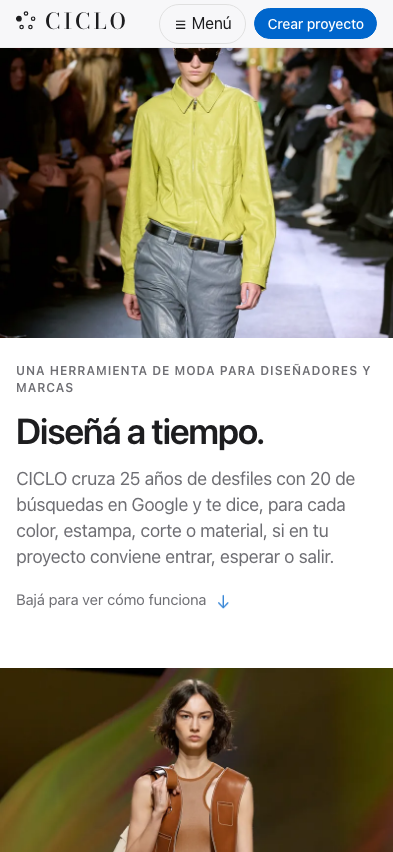 CICLO
Menú
Crear proyecto
UNA HERRAMIENTA DE MODA PARA DISEÑADORES Y
MARCAS
Diseñá a tiempo.
CICLO cruza 25 años de desfiles con 20 de
búsquedas en Google y te dice, para cada
color, estampa, corte o material, si en tu
proyecto conviene entrar, esperar o salir.
Bajá para ver cómo funciona